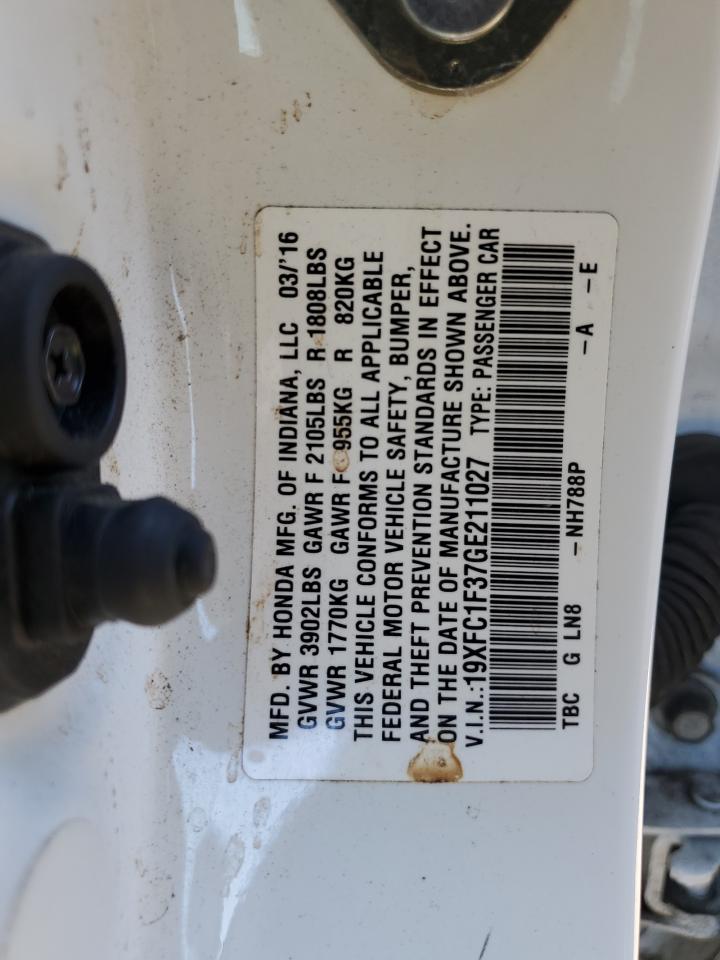 MFD. BY HONDA MFG. OF INDIANA, LLC 03/'16
GVWR 3902LBS GAWR F 2105LBS R 1808LBS
GVWR 1770KG GAWR F 955KG R 820KG
THIS VEHICLE CONFORMS TO ALL APPLICABLE
FEDERAL MOTOR VEHICLE SAFETY, BUMPER,
AND THEFT PREVENTION STANDARDS IN EFFECT
ON THE DATE OF MANUFACTURE SHOWN ABOVE.
V.I.N.:19XFC1F37GE211027 TYPE: PASSENGER CAR
TBC G LN8 -NH788P -A -E